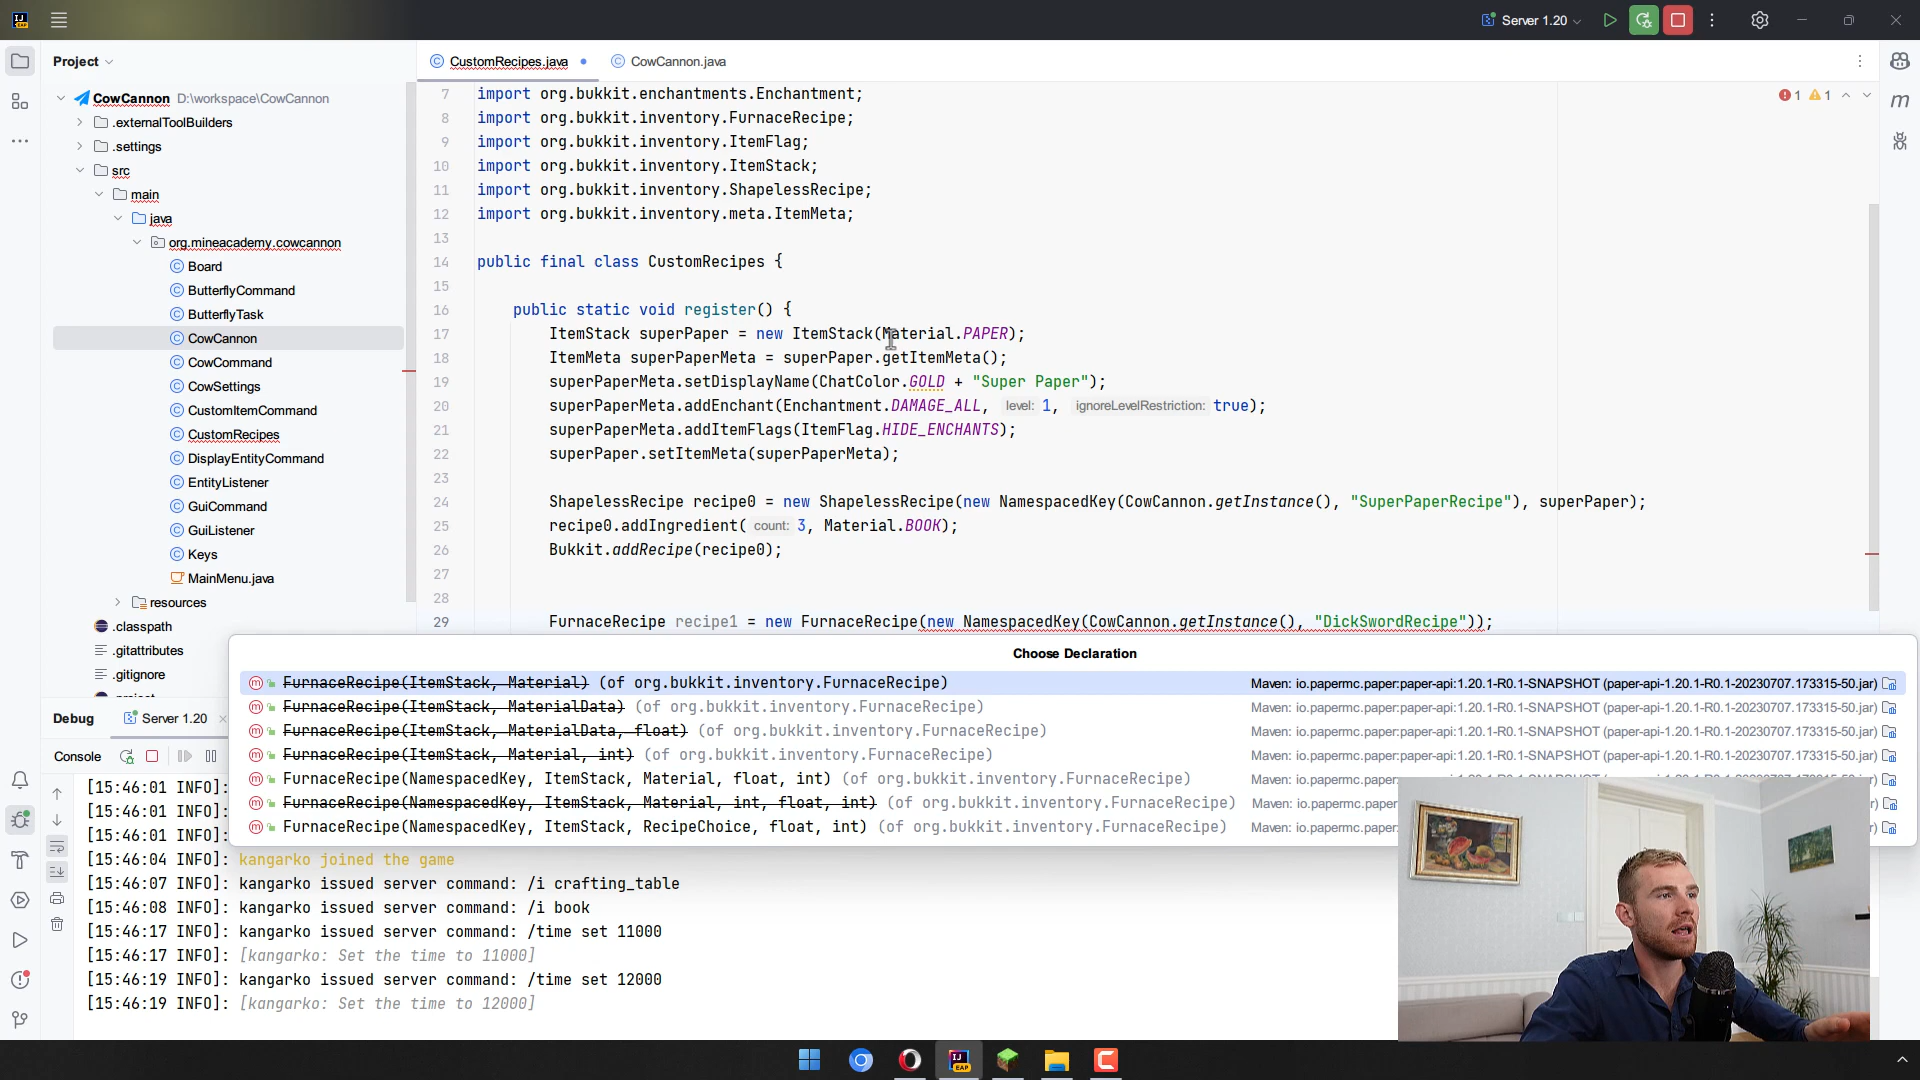 Server 1.20
Project
CustomRecipes.java
CowCannon.java
CowCannon D:\workspace\CowCannon
.externalToolBuilders
.settings
src
main
java
org.mineacademy.cowcannon
Board
ButterflyCommand
ButterflyTask
CowCannon
CowCommand
CowSettings
CustomItemCommand
CustomRecipes
DisplayEntityCommand
EntityListener
GuiCommand
GuiListener
Keys
MainMenu.java
resources
.classpath
.gitattributes
.gitignore
1 1
7 import org.bukkit.enchantments.Enchantment;
8 import org.bukkit.inventory.FurnaceRecipe;
9 import org.bukkit.inventory.ItemFlag;
10 import org.bukkit.inventory.ItemStack;
11 import org.bukkit.inventory.ShapelessRecipe;
12 import org.bukkit.inventory.meta.ItemMeta;
13
14 public final class CustomRecipes {
15
16 public static void register() {
17 ItemStack superPaper = new ItemStack(Material.PAPER);
18 ItemMeta superPaperMeta = superPaper.getItemMeta();
19 superPaperMeta.setDisplayName(ChatColor.GOLD + "Super Paper");
20 superPaperMeta.addEnchant(Enchantment.DAMAGE_ALL, level: 1, ignoreLevelRestriction: true);
21 superPaperMeta.addItemFlags(ItemFlag.HIDE_ENCHANTS);
22 superPaper.setItemMeta(superPaperMeta);
23
24 ShapelessRecipe recipe0 = new ShapelessRecipe(new NamespacedKey(CowCannon.getInstance(), "SuperPaperRecipe"), superPaper);
25 recipe0.addIngredient( count: 3, Material.BOOK);
26 Bukkit.addRecipe(recipe0);
27
28
29 FurnaceRecipe recipe1 = new FurnaceRecipe(new NamespacedKey(CowCannon.getInstance(), "DickSwordRecipe"));
Choose Declaration
FurnaceRecipe(ItemStack, Material) (of org.bukkit.inventory.FurnaceRecipe) Maven: io.papermc.paper:paper-api:1.20.1-R0.1-SNAPSHOT (paper-api-1.20.1-R0.1-20230707.173315-50.jar)
FurnaceRecipe(ItemStack, MaterialData) (of org.bukkit.inventory.FurnaceRecipe) Maven: io.papermc.paper:paper-api:1.20.1-R0.1-SNAPSHOT (paper-api-1.20.1-R0.1-20230707.173315-50.jar)
FurnaceRecipe(ItemStack, MaterialData, float) (of org.bukkit.inventory.FurnaceRecipe) Maven: io.papermc.paper:paper-api:1.20.1-R0.1-SNAPSHOT (paper-api-1.20.1-R0.1-20230707.173315-50.jar)
FurnaceRecipe(ItemStack, Material, int) (of org.bukkit.inventory.FurnaceRecipe) Maven: io.papermc.paper:paper-api:1.20.1-R0.1-SNAPSHOT (paper-api-1.20.1-R0.1-20230707.173315-50.jar)
FurnaceRecipe(NamespacedKey, ItemStack, Material, float, int) (of org.bukkit.inventory.FurnaceRecipe) Maven: io.papermc.paper:
FurnaceRecipe(NamespacedKey, ItemStack, Material, int, float, int) (of org.bukkit.inventory.FurnaceRecipe) Maven: io.papermc.paper:
FurnaceRecipe(NamespacedKey, ItemStack, RecipeChoice, float, int) (of org.bukkit.inventory.FurnaceRecipe) Maven: io.papermc.paper:
Debug Server 1.20
Console
[15:46:01 INFO]:
[15:46:01 INFO]:
[15:46:01 INFO]:
[15:46:04 INFO]: kangarko joined the game
[15:46:07 INFO]: kangarko issued server command: /i crafting_table
[15:46:08 INFO]: kangarko issued server command: /i book
[15:46:17 INFO]: kangarko issued server command: /time set 11000
[15:46:17 INFO]: [kangarko: Set the time to 11000]
[15:46:19 INFO]: kangarko issued server command: /time set 12000
[15:46:19 INFO]: [kangarko: Set the time to 12000]